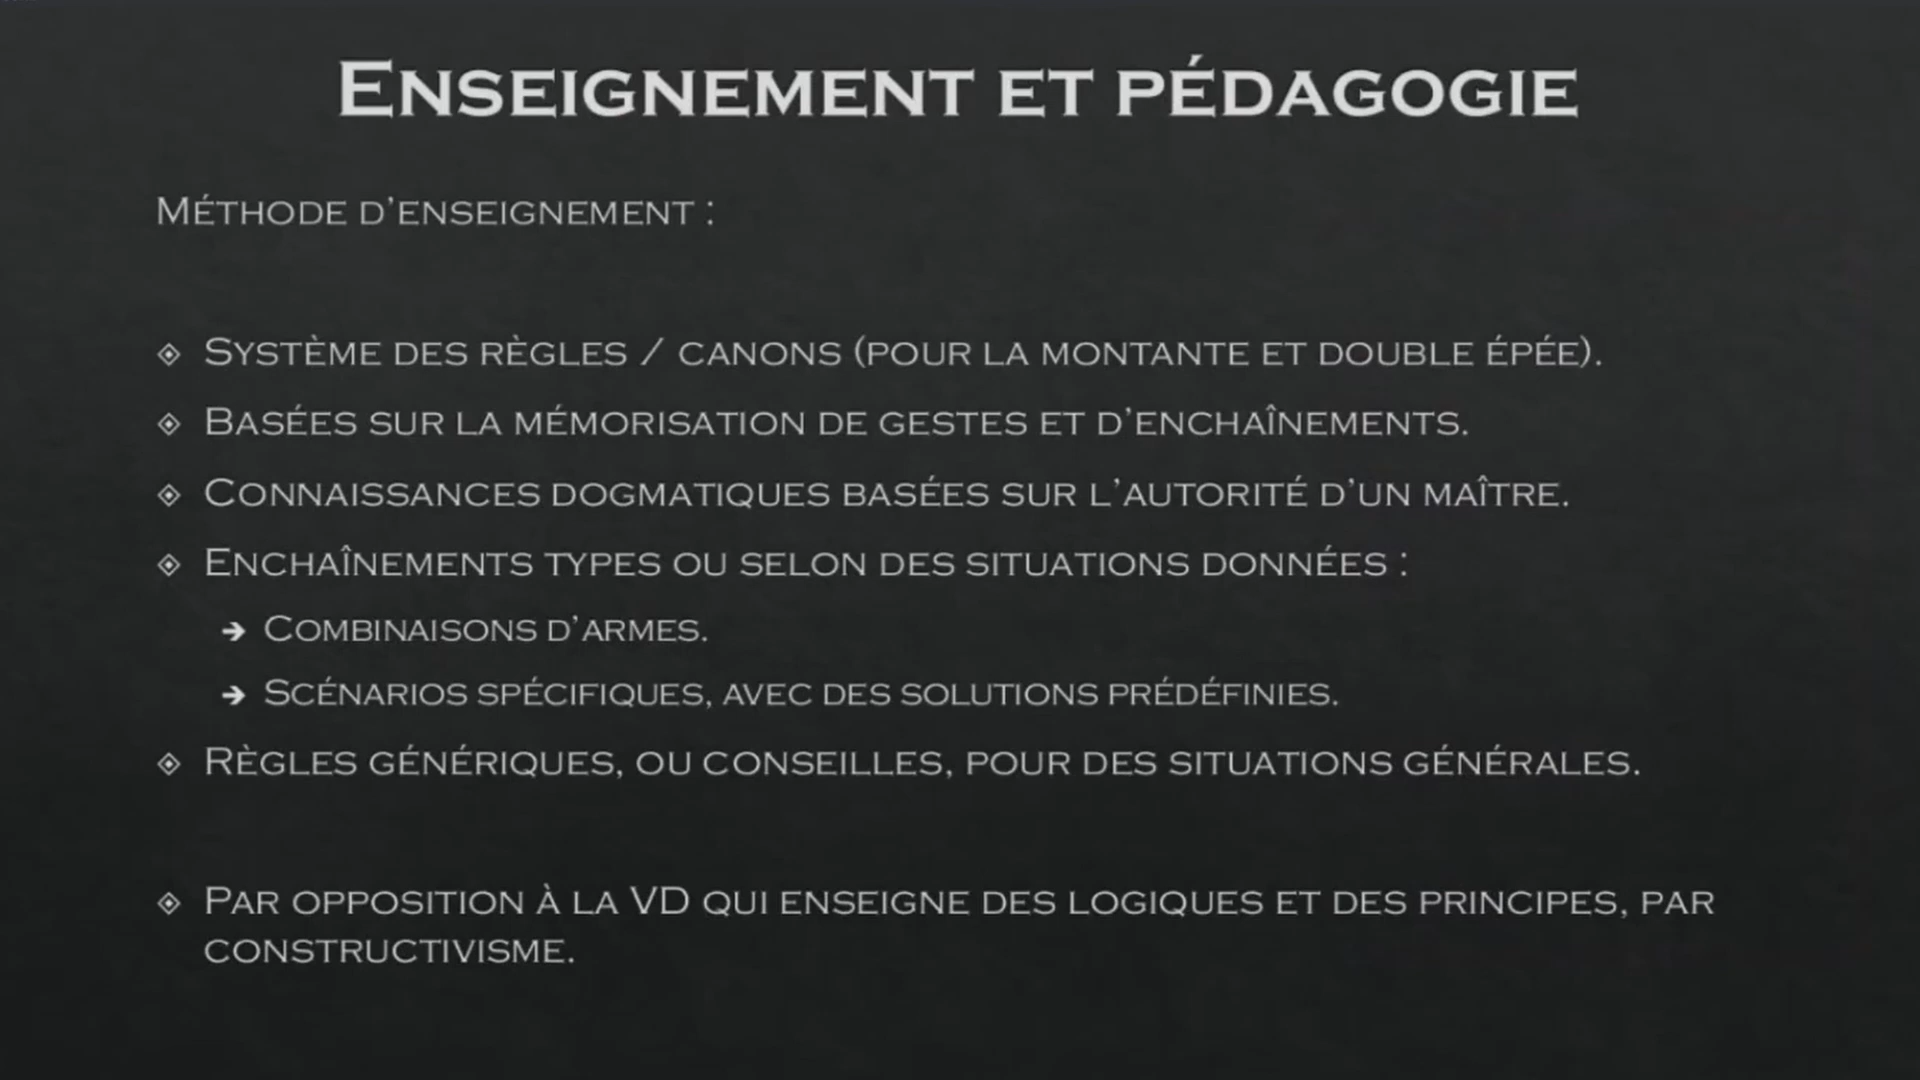 Enseignement et pédagogie
Méthode d'enseignement :
Système des règles / canons (pour la montante et double épée).
Basées sur la mémorisation de gestes et d'enchaînements.
Connaissances dogmatiques basées sur l'autorité d'un maître.
Enchaînements types ou selon des situations données :
Combinaisons d'armes.
Scénarios spécifiques, avec des solutions prédéfinies.
Règles génériques, ou conseilles, pour des situations générales.
Par opposition à la VD qui enseigne des logiques et des principes, par
constructivisme.